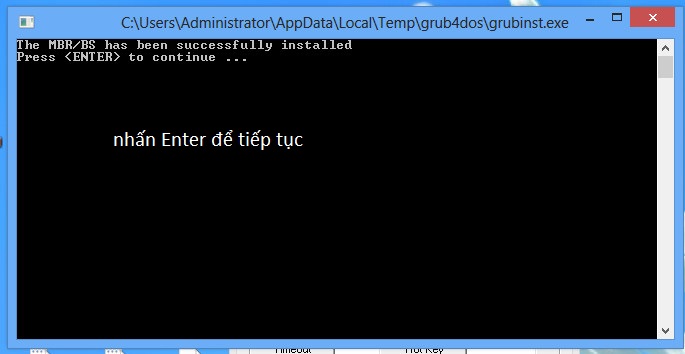 C:\Users\Administrator\AppData\Local\Temp\grub4dos\grubinst.exe
The MBR/BS has been successfully installed
Press <ENTER> to continue ...
nhấn Enter để tiếp tục
Timeout
Hot Key